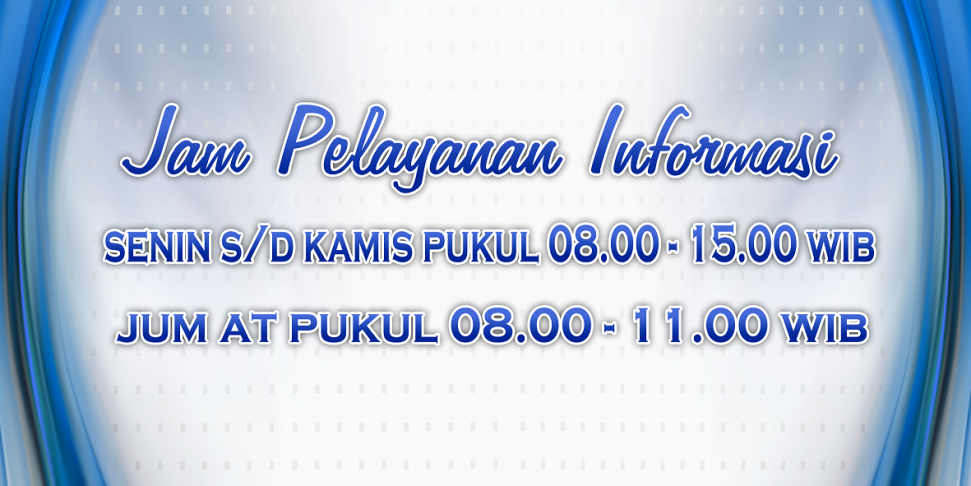 Jam Pelayanan Informasi
SENIN S/D KAMIS PUKUL 08.00 - 15.00 WIB
JUM AT PUKUL 08.00 - 11.00 WIB